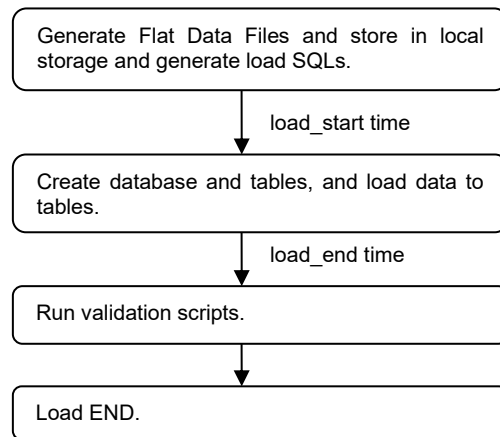 Generate Flat Data Files and store in local
storage and generate load SQLs.
load_start time
Create database and tables, and load data to
tables.
load_end time
Run validation scripts.
Load END.